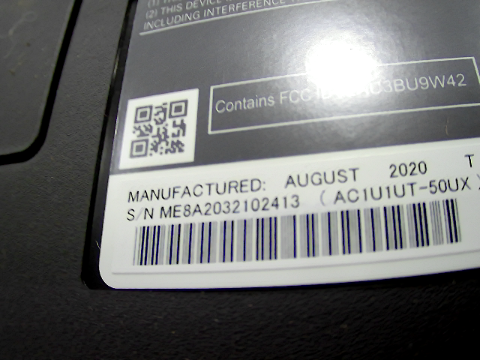 (2) THIS DEVICE
INCLUDING INTERFERENCE
Contains FCC
MANUFACTURED: AUGUST 2020 T
S/N ME8A2032102413 (AC1U1UT-50UX)